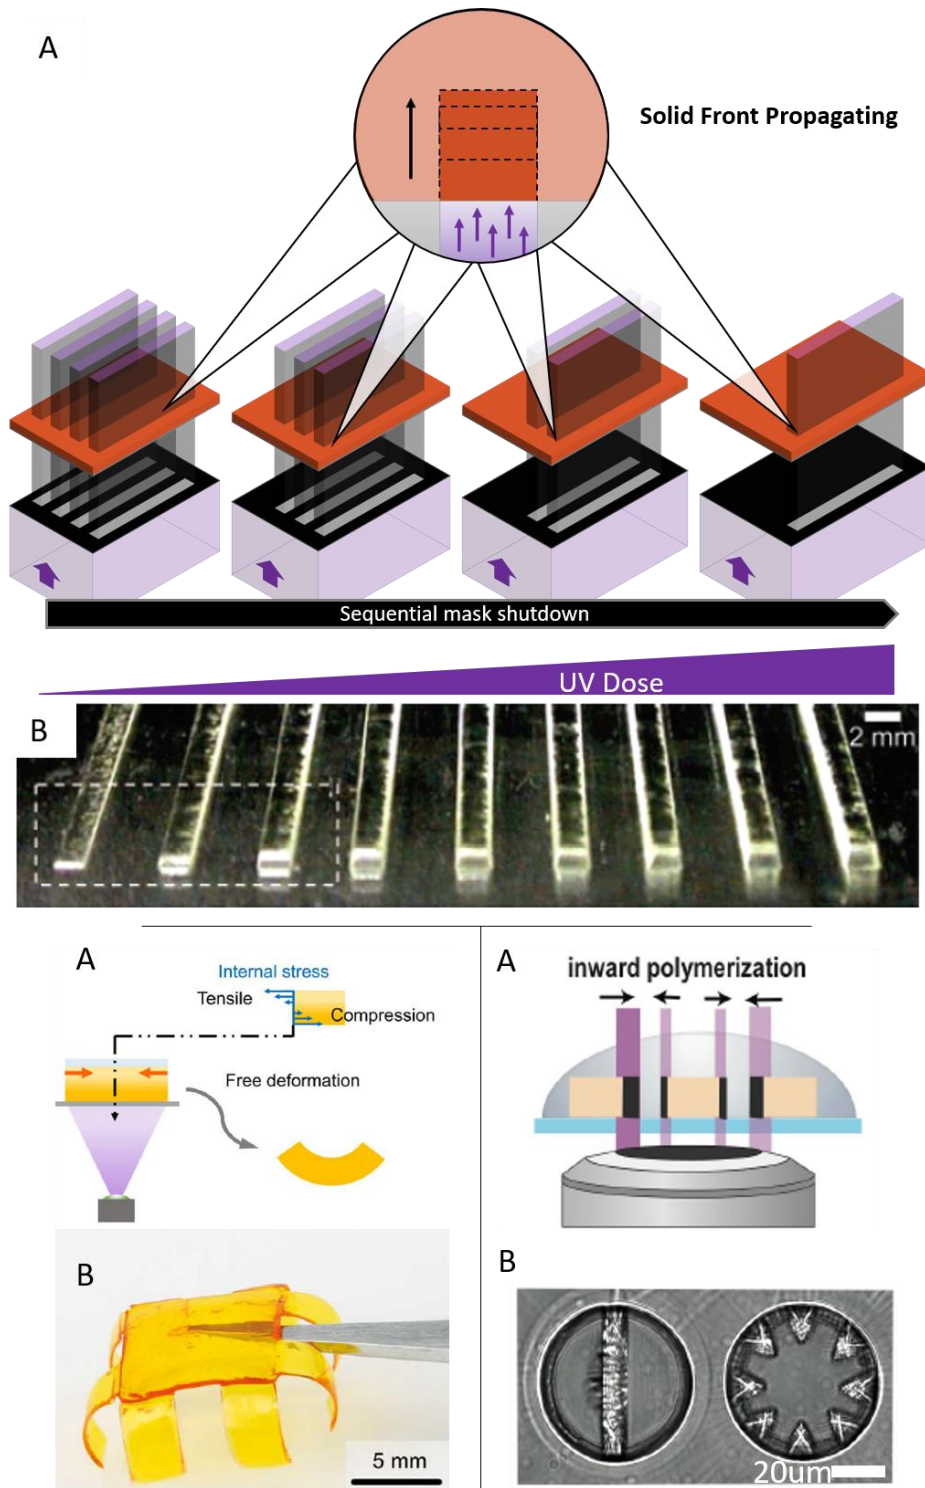 A
Solid Front Propagating
Sequential mask shutdown
UV Dose
B
2 mm
A
Internal stress
Tensile
Compression
Free deformation
B
5 mm
A
inward polymerization
B
20um